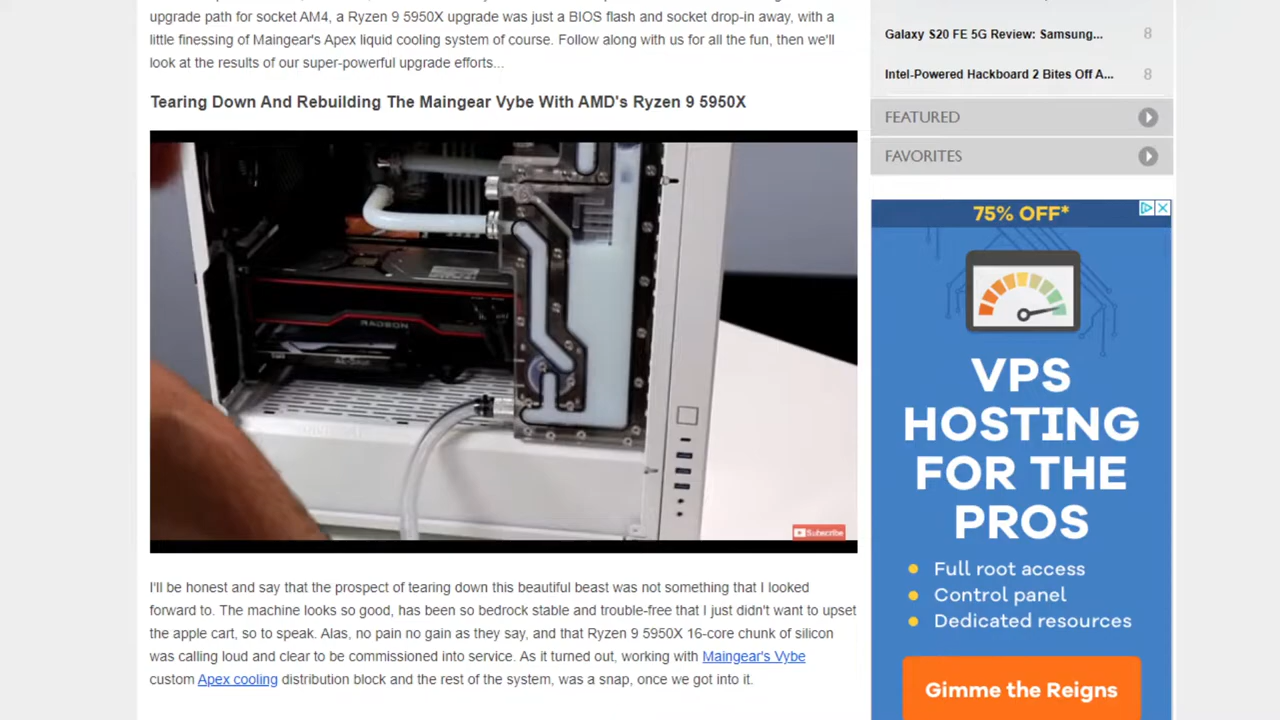 upgrade path for socket AM4, a Ryzen 9 5950X upgrade was just a BIOS flash and socket drop-in away, with a
little finessing of Maingear's Apex liquid cooling system of course. Follow along with us for all the fun, then we'll
look at the results of our super-powerful upgrade efforts...
Tearing Down And Rebuilding The Maingear Vybe With AMD's Ryzen 9 5950X
RADEON
Subscribe
I'll be honest and say that the prospect of tearing down this beautiful beast was not something that I looked
forward to. The machine looks so good, has been so bedrock stable and trouble-free that I just didn't want to upset
the apple cart, so to speak. Alas, no pain no gain as they say, and that Ryzen 9 5950X 16-core chunk of silicon
was calling loud and clear to be commissioned into service. As it turned out, working with Maingear's Vybe
custom Apex cooling distribution block and the rest of the system, was a snap, once we got into it.
Galaxy S20 FE 5G Review: Samsung... 8
Intel-Powered Hackboard 2 Bites Off A... 8
FEATURED
FAVORITES
75% OFF*
VPS
HOSTING
FOR THE
PROS
Full root access
Control panel
Dedicated resources
Gimme the Reigns